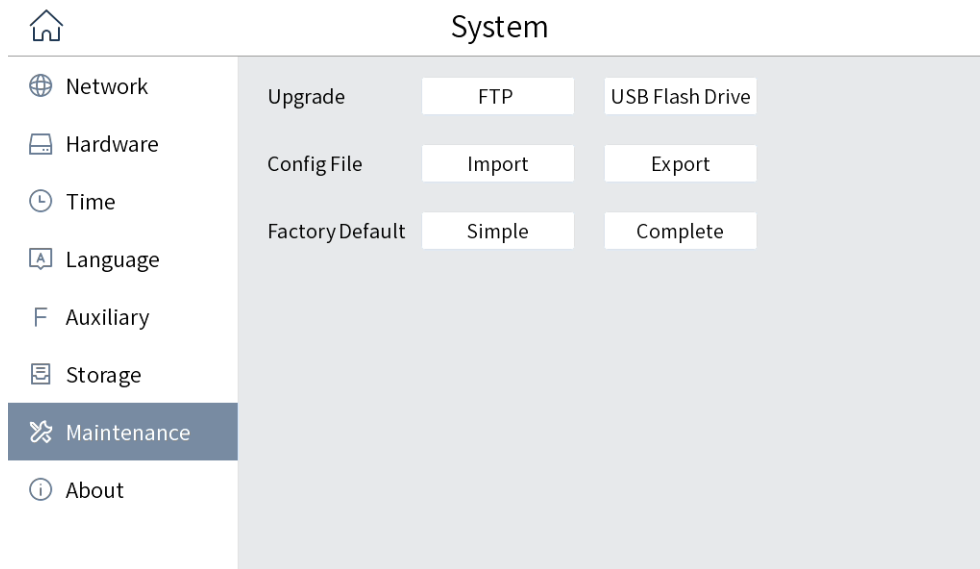 System
Network
Hardware
Time
Language
Auxiliary
Storage
Maintenance
About
Upgrade FTP USB Flash Drive
Config File Import Export
Factory Default Simple Complete